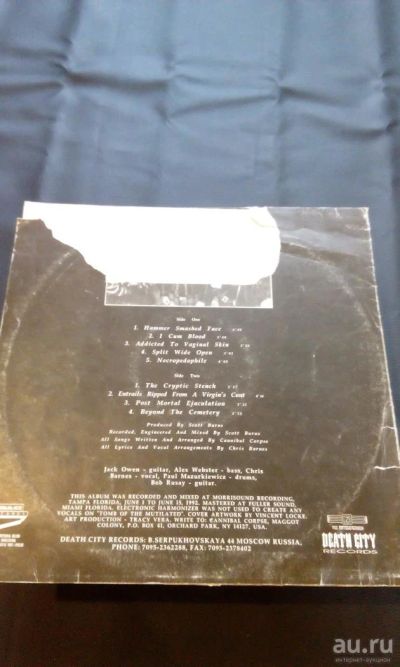 Side One
1. Hammer Smashed Face
2. I Cum Blood
3. Addicted To Vaginal Skin
4. Split Wide Open
5. Necropedophile
Side Two
1. The Cryptic Stench
2. Entrails Ripped From A Virgin's Cunt
3. Post Mortal Ejaculation
4. Beyond The Cemetery
Produced By Scott Burns
Recorded, Engineered And Mixed By Scott Burns
All Songs Written And Arranged By Cannibal Corpse
All Lyrics And Vocal Arrangements By Chris Barnes
Jack Owen - guitar, Alex Webster - bass, Chris
Barnes - vocal, Paul Mazurkiewicz - drums,
Bob Rusay - guitar.
THIS ALBUM WAS RECORDED AND MIXED AT MORRISOUND RECORDING,
TAMPA FLORIDA, JUNE 1 TO JUNE 15, 1992. MASTERED AT FULLER SOUND,
MIAMI FLORIDA. ELECTRONIC HARMONIZER WAS NOT USED TO CREATE ANY
VOCALS ON "TOMB OF THE MUTILATED". COVER ARTWORK BY VINCENT LOCKE.
ART PRODUCTION - TRACY VERA. WRITE TO: CANNIBAL CORPSE, MAGGOT
COLONY, P.O. BOX 61, ORCHARD PARK, NY 14127, USA.
DEATH CITY RECORDS: B.SERPUKHOVSKAYA 44 MOSCOW RUSSIA.
PHONE: 7095-2362288, FAX: 7095-2378402
DEATH CITY
RECORDS
au.ru
интернет-аукцион